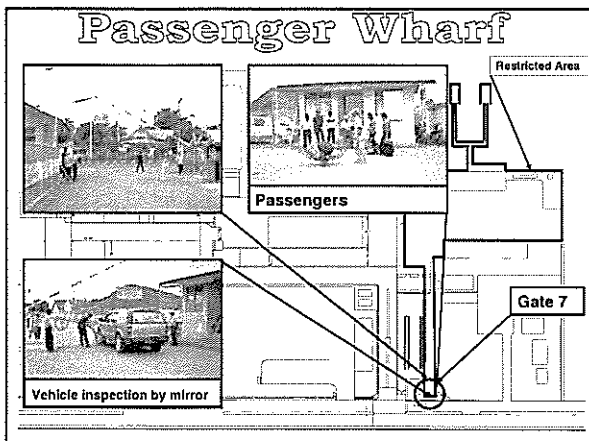 Passenger Wharf
Restricted Area
Passengers
Gate 7
Vehicle inspection by mirror